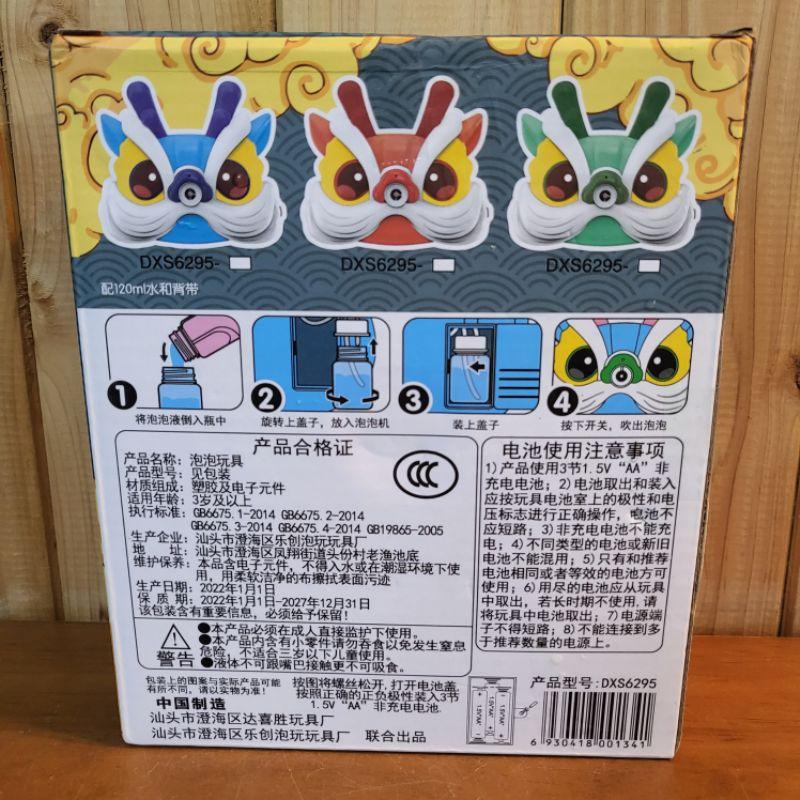 DXS6295-
DXS6295-
DXS6295-
配120ml水和背带
1
2
3
4
将泡泡液倒入瓶中
旋转上盖子，放入泡泡机
装上盖子
按下开关，吹出泡泡
产品合格证
产品名称：泡泡玩具
产品型号：见包装
材质组成：塑胶及电子元件
适用年龄：3岁及以上
执行标准：GB6675.1-2014 GB6675.2-2014
GB6675.3-2014 GB6675.4-2014 GB19865-2005
生产企业：汕头市澄海区乐创泡玩玩具厂
地 址：汕头市澄海区凤翔街道头份村老渔池底
维护保养：本品含电子元件，不得入水或在潮湿环境下使
用，用柔软洁净的布擦拭表面污迹
生产日期：2022年1月1日
保 质 期：2022年1月1日-2027年12月31日
该包装含有重要信息，必须给予保留！
CCC
警告
●本产品必须在成人直接监护下使用。
●本产品内含有小零件请勿吞食以免发生窒息
危险，不适合三岁以下儿童使用。
●液体不可跟嘴巴接触更不可吸食。
电池使用注意事项
1)产品使用3节1.5V“AA”非
充电电池；2)电池取出和装入
应按玩具电池室上的极性和电
压标志进行正确操作，电池不
应短路；3)非充电电池不能充
电；4)不同类型的电池或新旧
电池不能混用；5)只有和推荐
电池相同或者等效的电池方可
使用；6)用尽的电池应从玩具
中取出，若长时期不使用，请
将玩具中电池取出；7)电源端
子不得短路；8)不能连接到多
于推荐数量的电源上。
包装上的图案与实际产品可能
有所不同，请以实物为准！
中国制造
汕头市澄海区达喜胜玩具厂
汕头市澄海区乐创泡玩玩具厂 联合出品
按图将螺丝松开，打开电池盖，
按照正确的正负极性装入3节
1.5V“AA”非充电电池.
产品型号：DXS6295
6 930418 001341